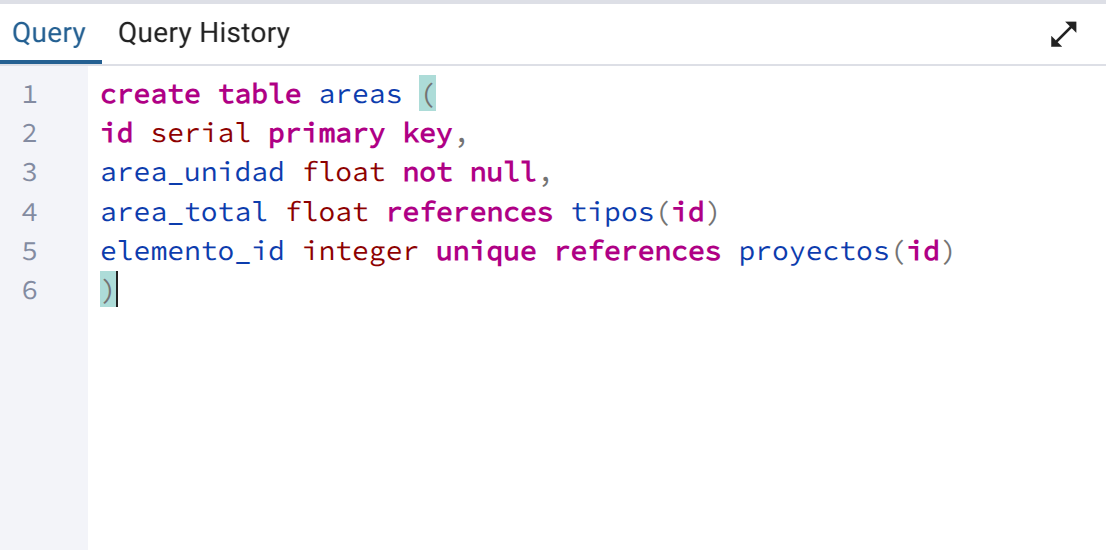 Query Query History
1 create table areas (
2 id serial primary key,
3 area_unidad float not null,
4 area_total float references tipos(id)
5 elemento_id integer unique references proyectos(id)
6 )